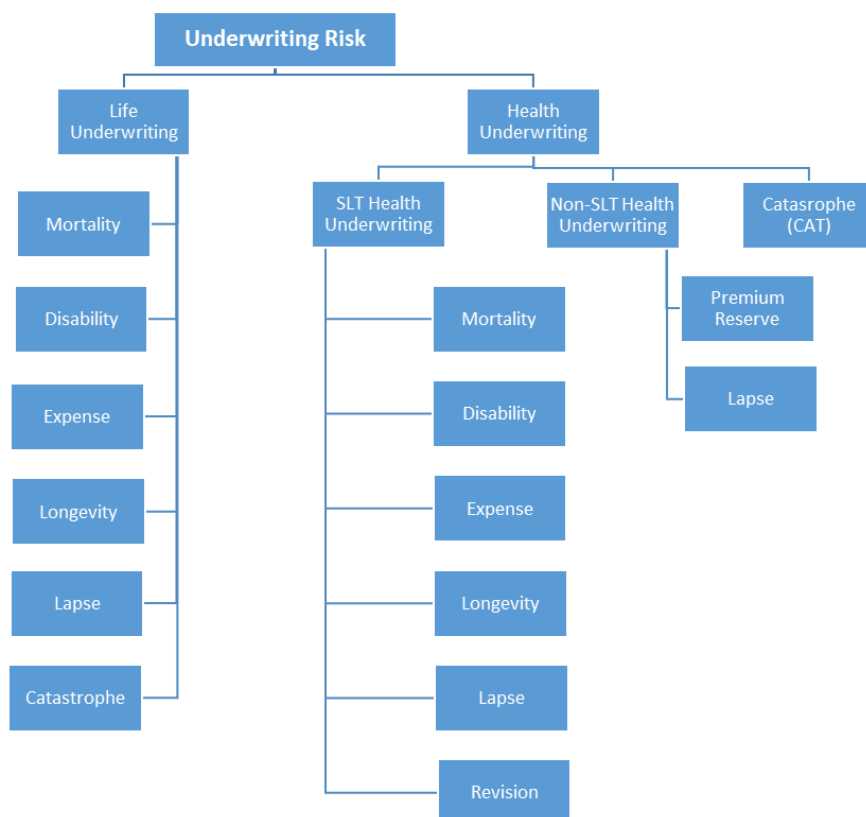 Underwriting Risk
Life
Underwriting
Health
Underwriting
SLT Health
Underwriting
Non-SLT Health
Underwriting
Catasrophe
(CAT)
Mortality
Disability
Expense
Longevity
Lapse
Catastrophe
Mortality
Disability
Expense
Longevity
Lapse
Revision
Premium
Reserve
Lapse